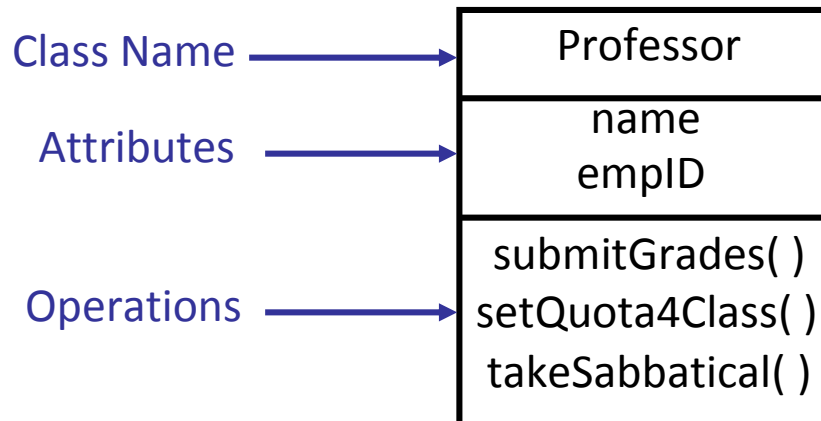 Class Name
Professor
Attributes
name
empID
Operations
submitGrades( )
setQuota4Class( )
takeSabbatical( )